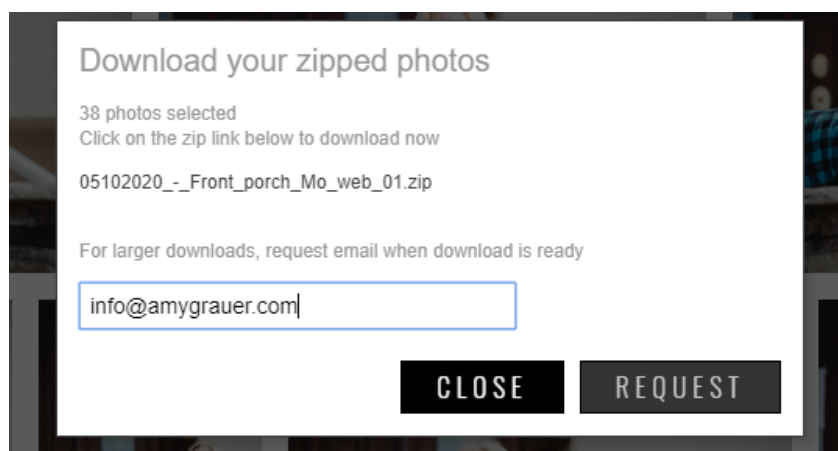 Download your zipped photos
38 photos selected
Click on the zip link below to download now
05102020_-_Front_porch_Mo_web_01.zip
For larger downloads, request email when download is ready
info@amygrauer.com
CLOSE REQUEST